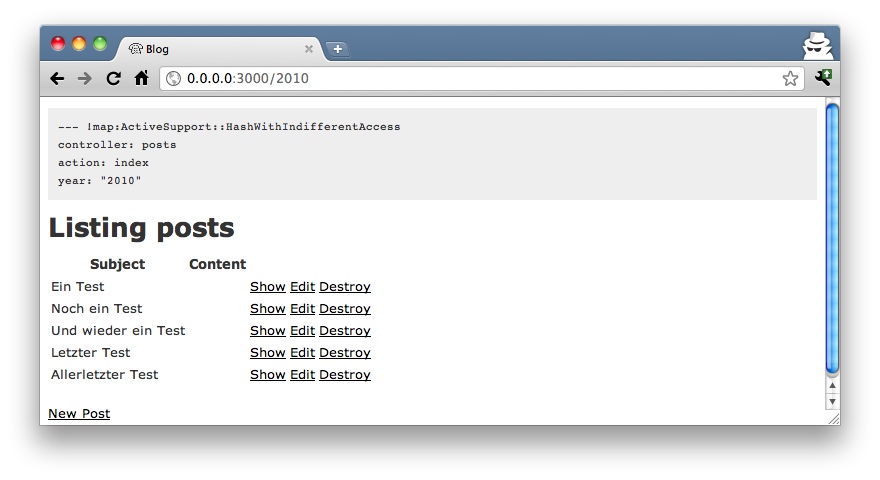 Blog
0.0.0.0:3000/2010
--- !map:ActiveSupport::HashWithIndifferentAccess
controller: posts
action: index
year: "2010"
Listing posts
Subject Content
Ein Test Show Edit Destroy
Noch ein Test Show Edit Destroy
Und wieder ein Test Show Edit Destroy
Letzter Test Show Edit Destroy
Allerletzter Test Show Edit Destroy
New Post